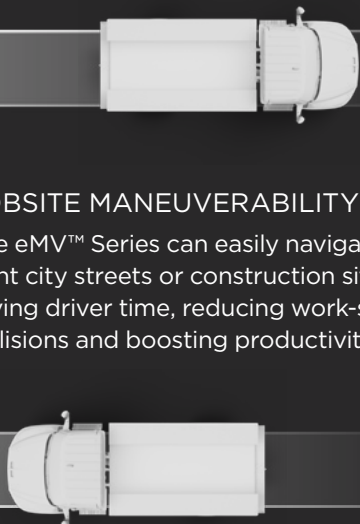 OBSITE MANEUVERABILITY
e eMV™ Series can easily naviga
nt city streets or construction si
ving driver time, reducing work-s
lisions and boosting productivit